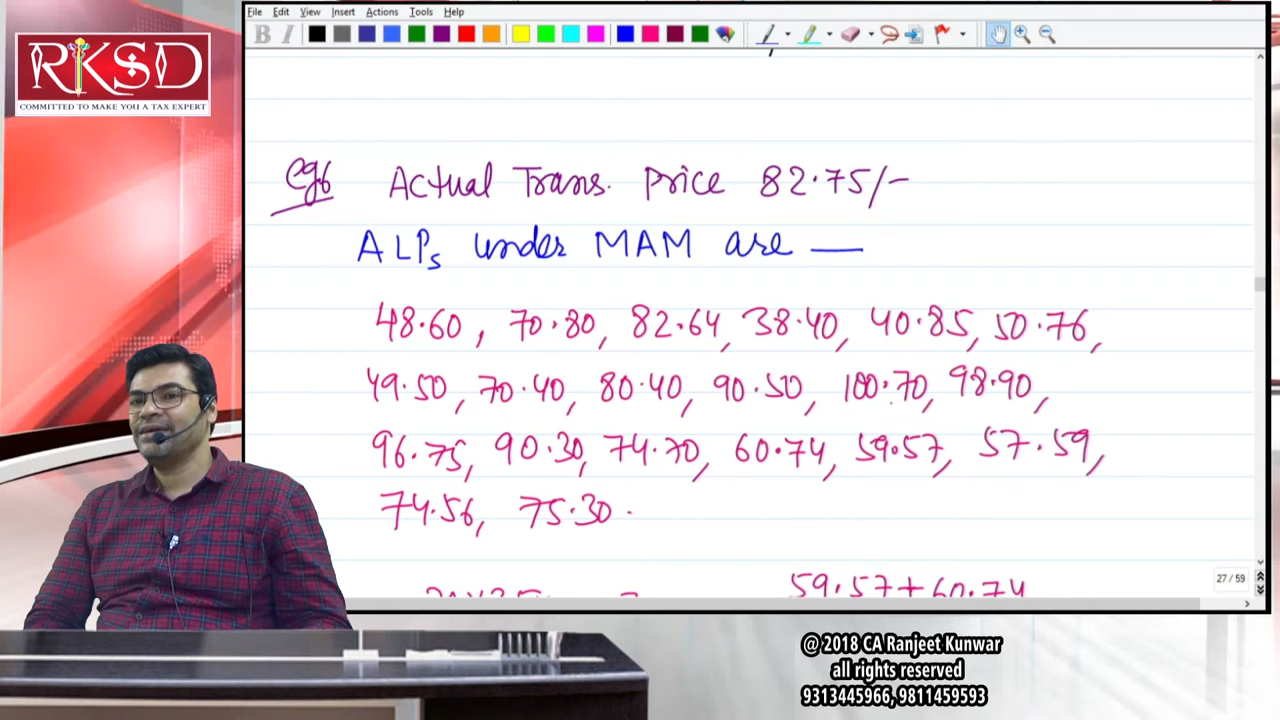 RKSD
COMMITTED TO MAKE YOU A TAX EXPERT
File Edit View Insert Actions Tools Help
B I
Eg6 Actual Trans. Price 82.75/-
ALPs under MAM are —
48.60, 70.80, 82.64, 38.40, 40.85, 50.76,
49.50, 70.40, 80.40, 90.50, 100.70, 98.90,
96.75, 90.30, 74.70, 60.74, 59.57, 57.59,
74.56, 75.30.
59.57+60.74
27 / 59
@ 2018 CA Ranjeet Kunwar
all rights reserved
9313445966, 9811459593